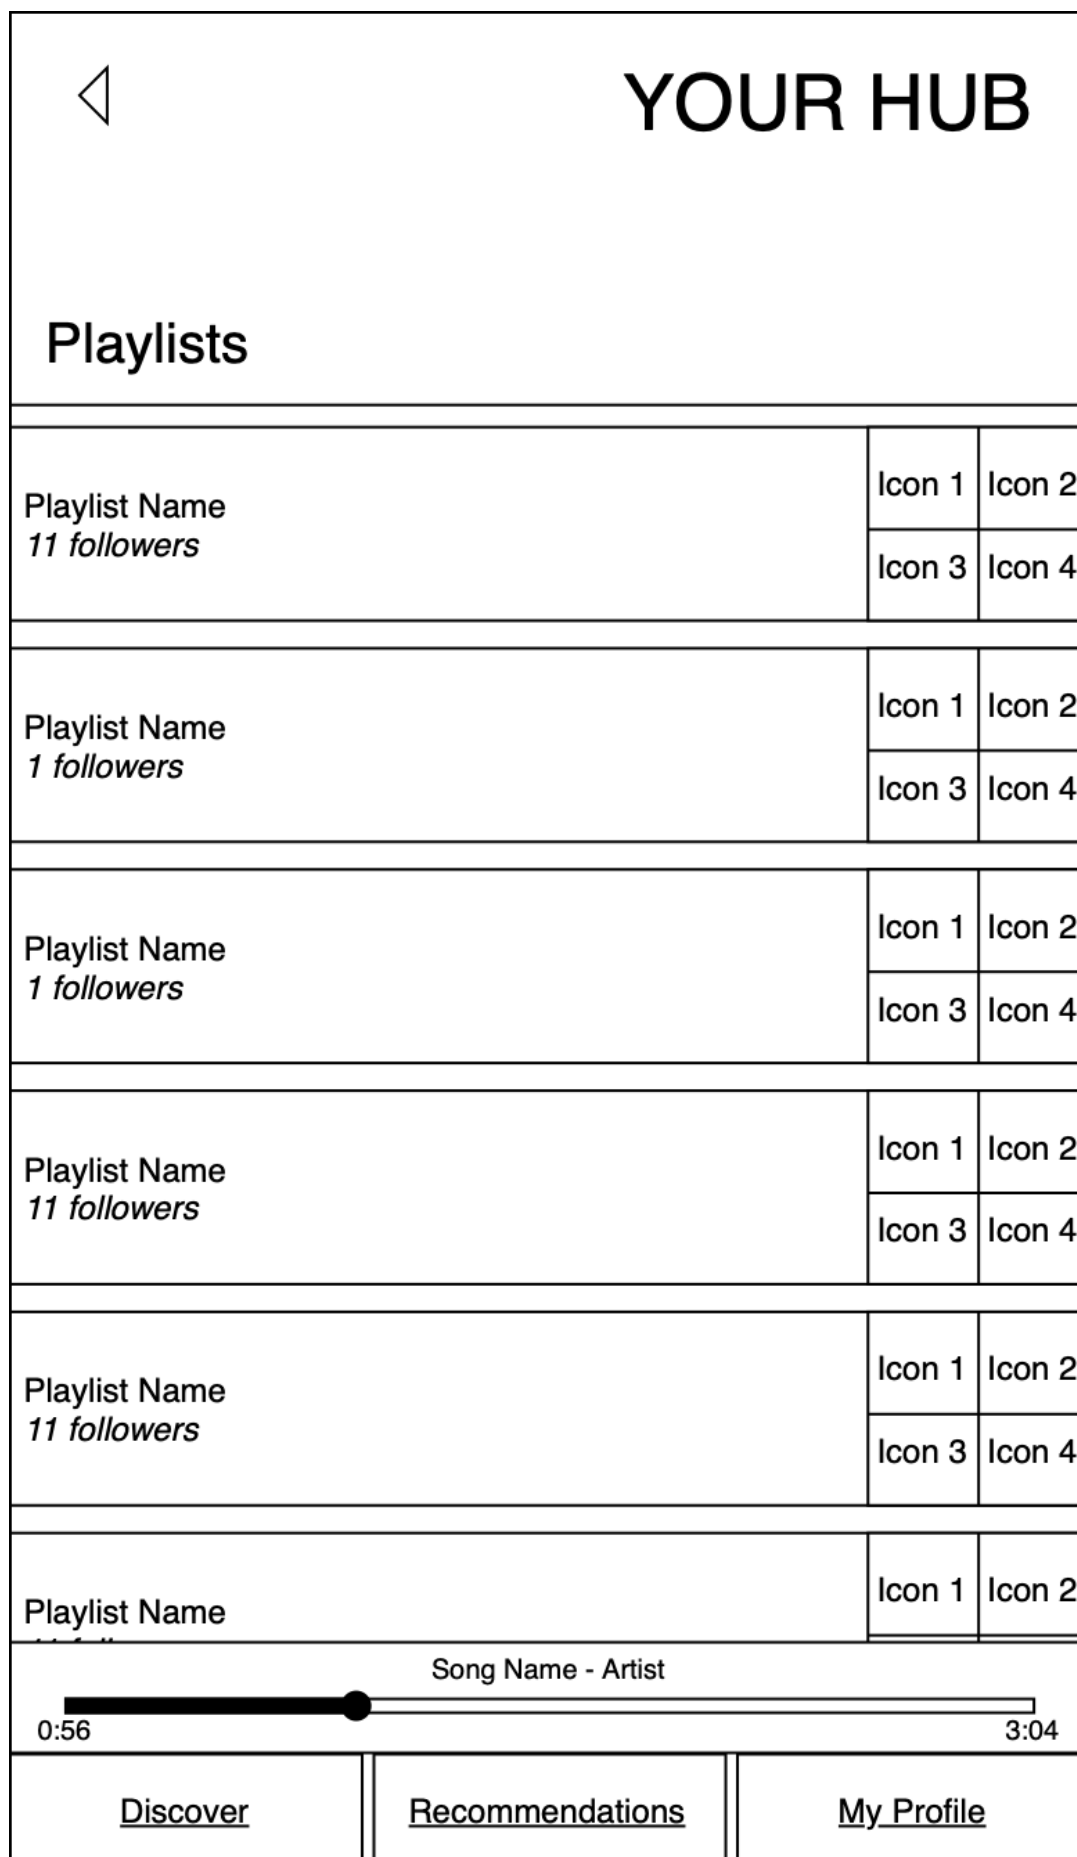 YOUR HUB
Playlists
Playlist Name
11 followers
Icon 1 Icon 2
Icon 3 Icon 4
Playlist Name
1 followers
Icon 1 Icon 2
Icon 3 Icon 4
Playlist Name
1 followers
Icon 1 Icon 2
Icon 3 Icon 4
Playlist Name
11 followers
Icon 1 Icon 2
Icon 3 Icon 4
Playlist Name
11 followers
Icon 1 Icon 2
Icon 3 Icon 4
Playlist Name
Icon 1 Icon 2
Song Name - Artist
0:56 3:04
Discover Recommendations My Profile